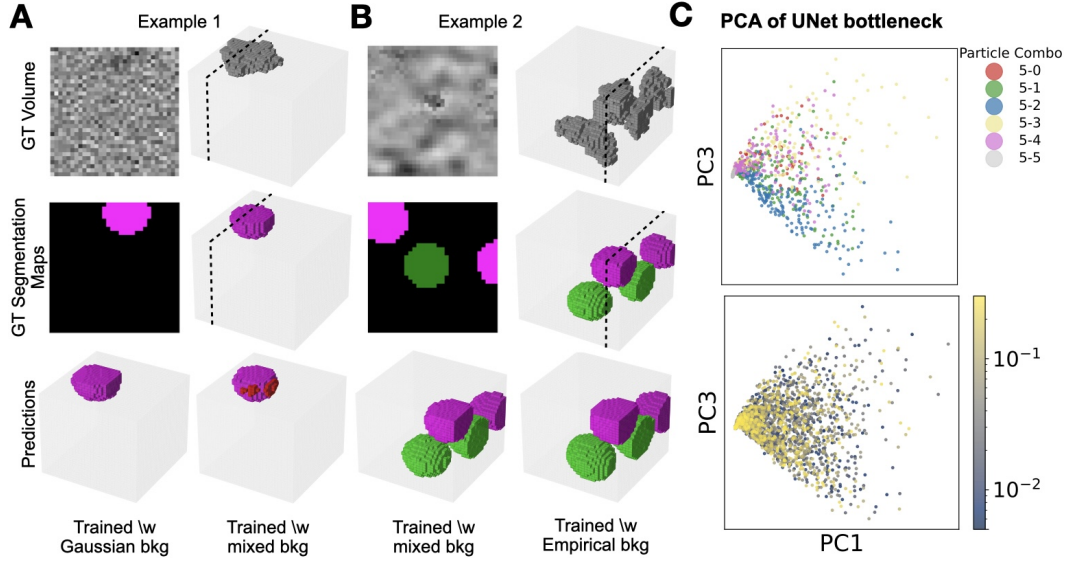 A
Example 1
B
Example 2
C
PCA of UNet bottleneck
GT Volume
GT Segmentation
Maps
Predictions
Trained \w
Gaussian bkg
Trained \w
mixed bkg
Trained \w
mixed bkg
Trained \w
Empirical bkg
PC3
Particle Combo
5-0
5-1
5-2
5-3
5-4
5-5
PC3
PC1
10⁻¹
10⁻²